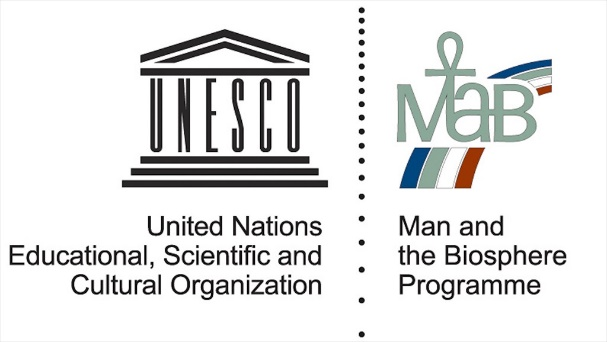 UNESCO
United Nations
Educational, Scientific and
Cultural Organization
MaB
Man and
the Biosphere
Programme